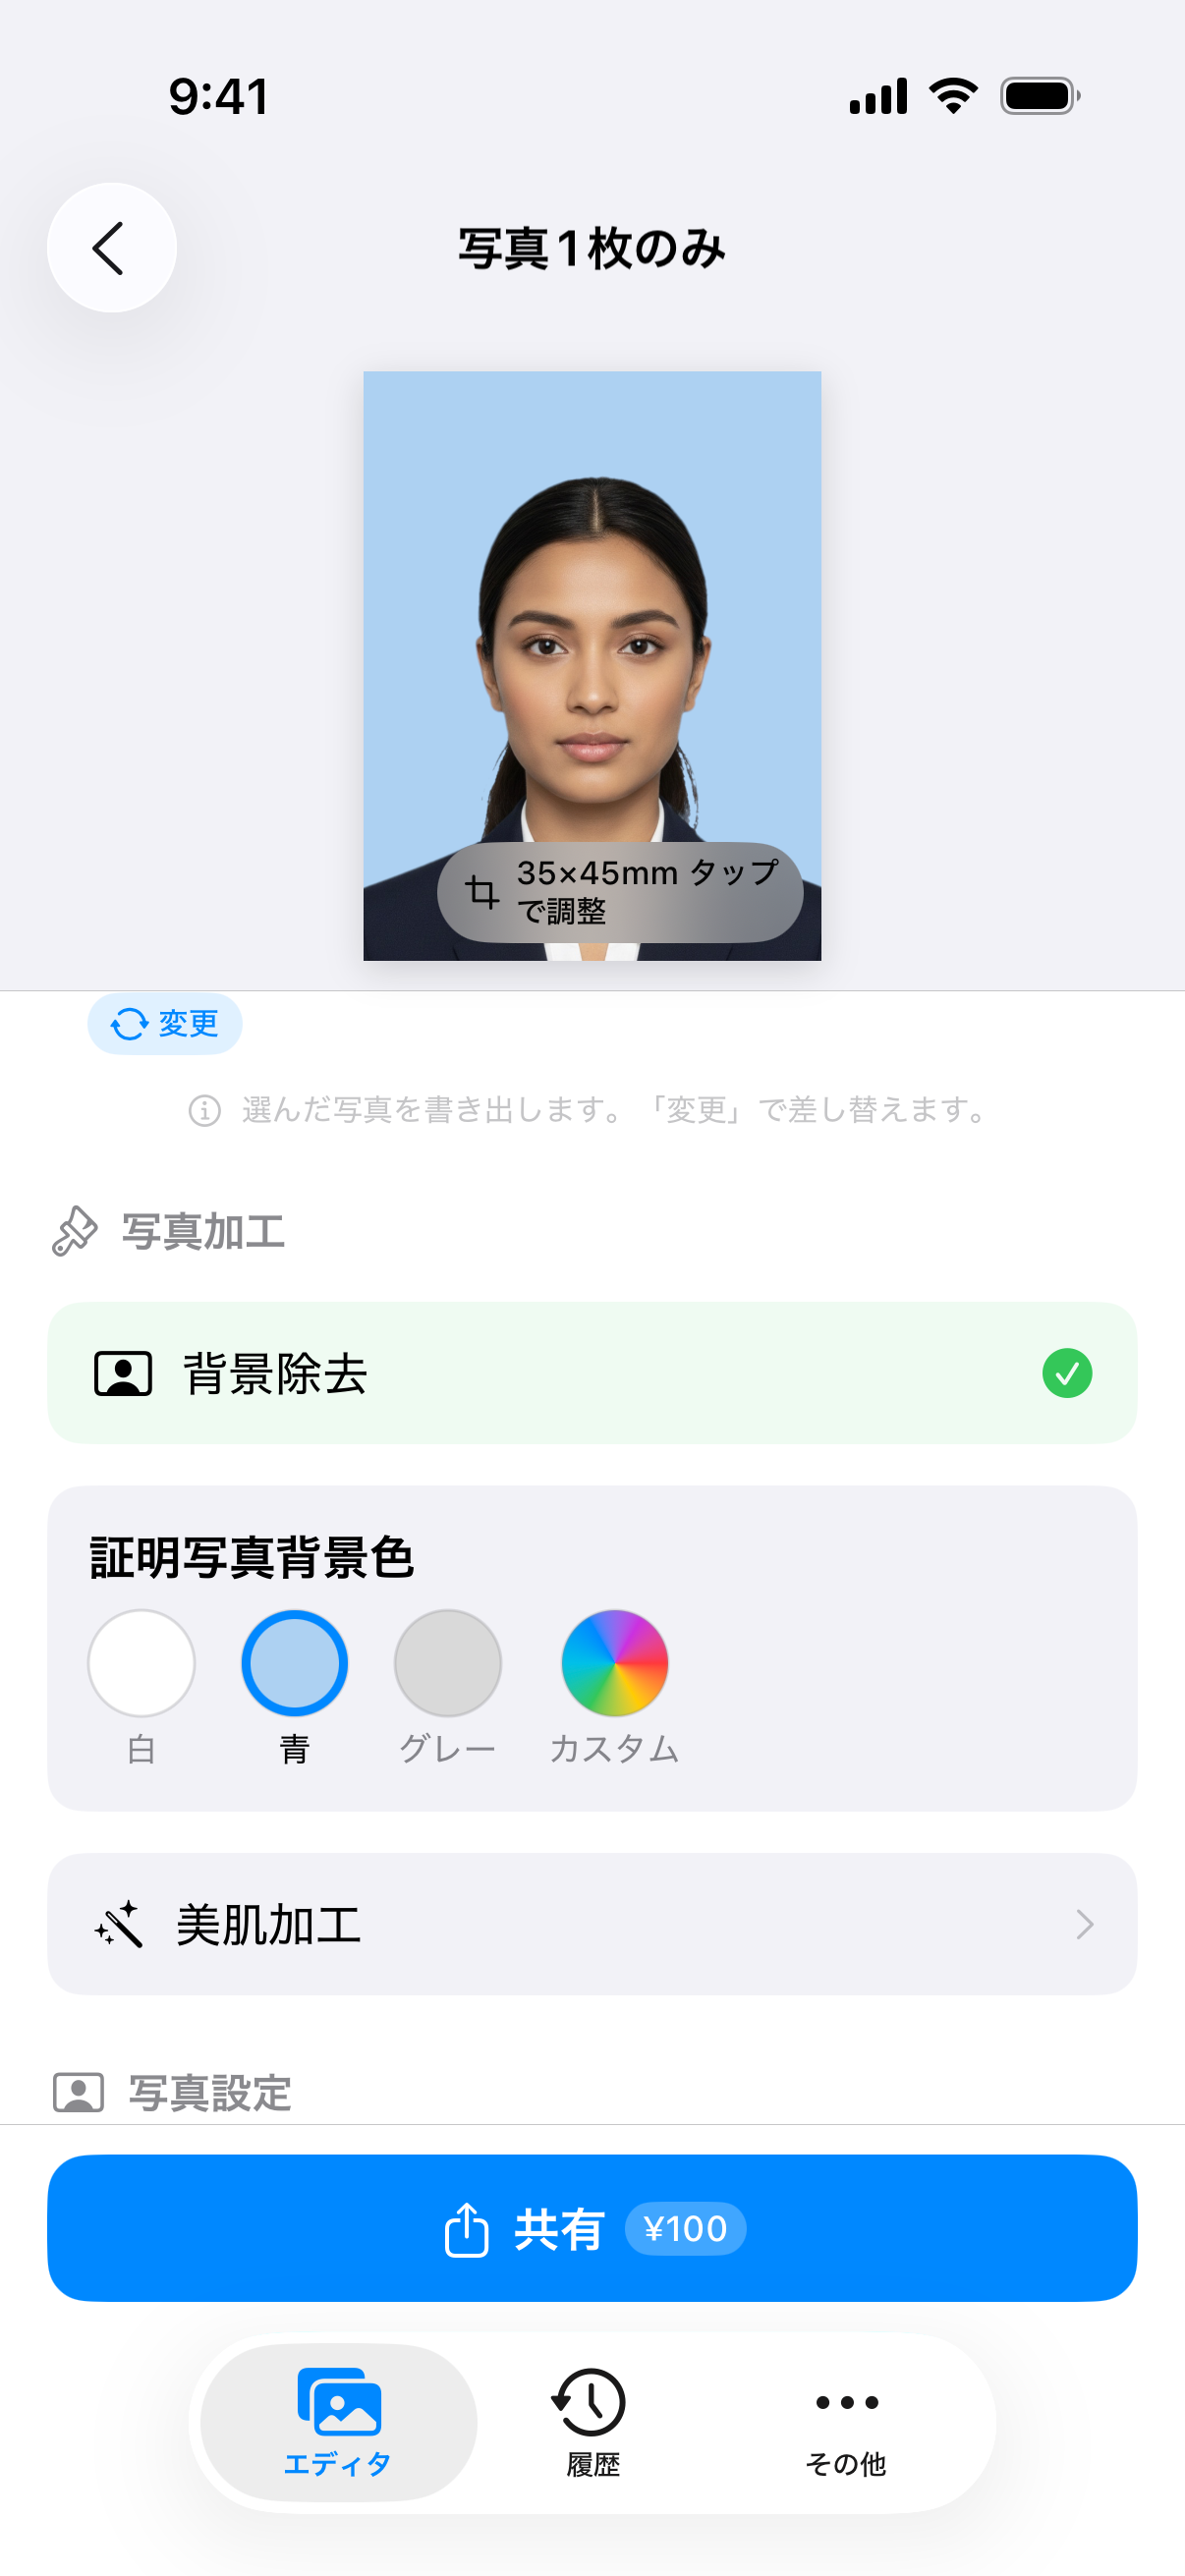 9:41
写真1枚のみ
35×45mm タップ
で調整
変更
選んだ写真を書き出します。「変更」で差し替えます。
写真加工
背景除去
証明写真背景色
白
青
グレー
カスタム
美肌加工
写真設定
共有 ¥100
エディタ
履歴
その他